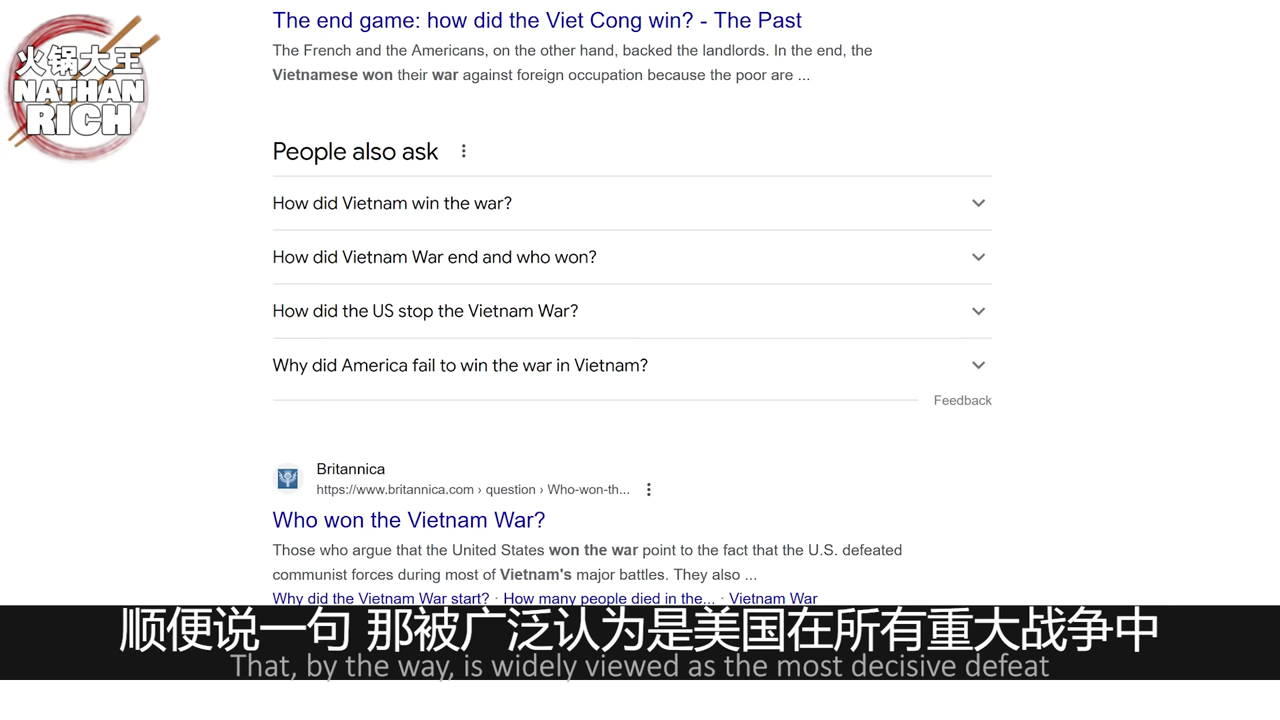 火锅大王
NATHAN
RICH
The end game: how did the Viet Cong win? - The Past
The French and the Americans, on the other hand, backed the landlords. In the end, the
Vietnamese won their war against foreign occupation because the poor are ...
People also ask
How did Vietnam win the war?
How did Vietnam War end and who won?
How did the US stop the Vietnam War?
Why did America fail to win the war in Vietnam?
Feedback
Britannica
https://www.britannica.com › question › Who-won-th...
Who won the Vietnam War?
Those who argue that the United States won the war point to the fact that the U.S. defeated
communist forces during most of Vietnam's major battles. They also ...
Why did the Vietnam War start? · How many people died in the... · Vietnam War
顺便说一句 那被广泛认为是美国在所有重大战争中
That, by the way, is widely viewed as the most decisive defeat